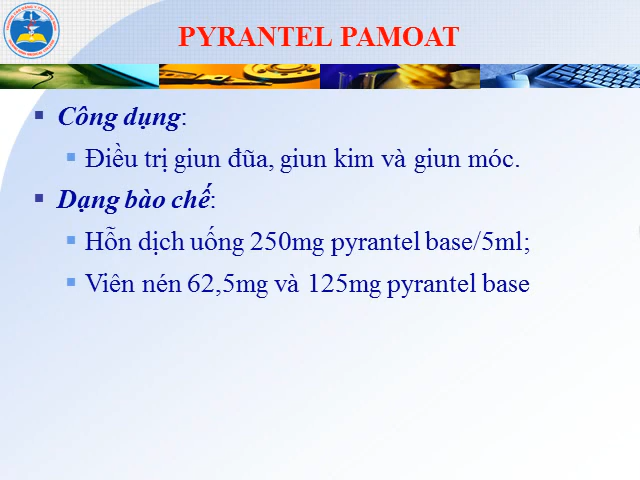 PYRANTEL PAMOAT
Công dụng:
Điều trị giun đũa, giun kim và giun móc.
Dạng bào chế:
Hỗn dịch uống 250mg pyrantel base/5ml;
Viên nén 62,5mg và 125mg pyrantel base